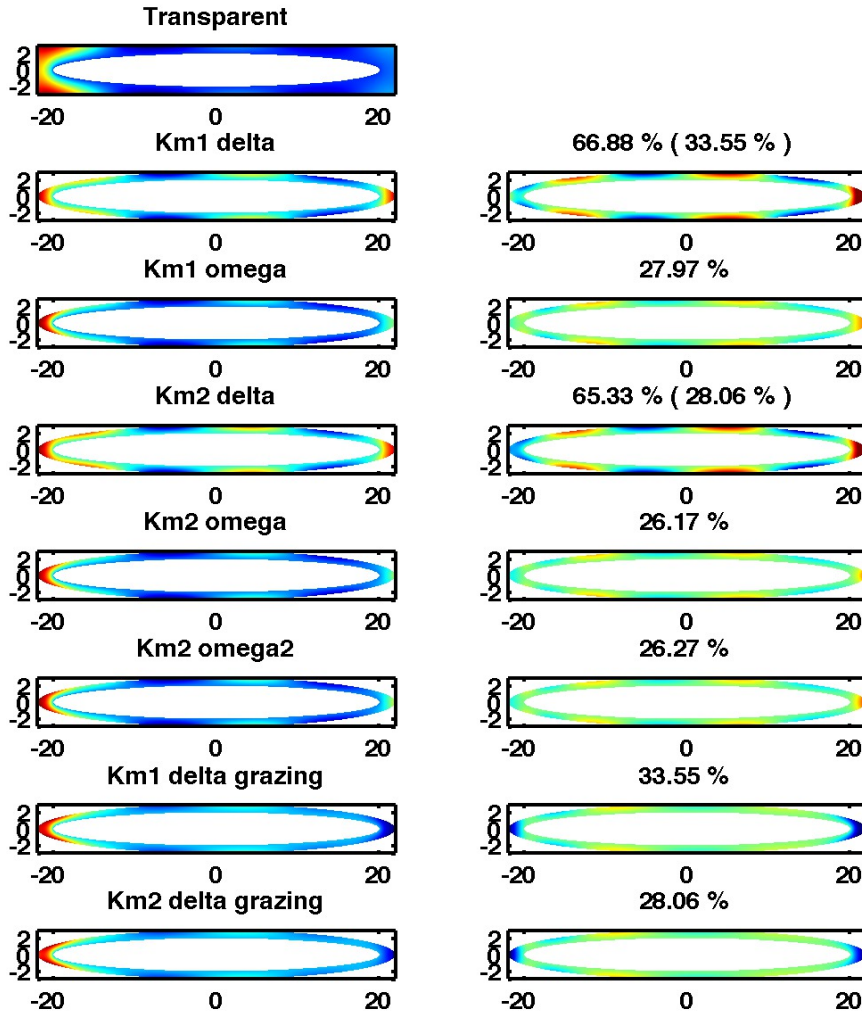 Transparent
2
0
-2
-20 0 20
Km1 delta 66.88 % ( 33.55 % )
2 2
0 0
-2 -2
-20 0 20 -20 0 20
Km1 omega 27.97 %
2 2
0 0
-2 -2
-20 0 20 -20 0 20
Km2 delta 65.33 % ( 28.06 % )
2 2
0 0
-2 -2
-20 0 20 -20 0 20
Km2 omega 26.17 %
2 2
0 0
-2 -2
-20 0 20 -20 0 20
Km2 omega2 26.27 %
2 2
0 0
-2 -2
-20 0 20 -20 0 20
Km1 delta grazing 33.55 %
2 2
0 0
-2 -2
-20 0 20 -20 0 20
Km2 delta grazing 28.06 %
2 2
0 0
-2 -2
-20 0 20 -20 0 20